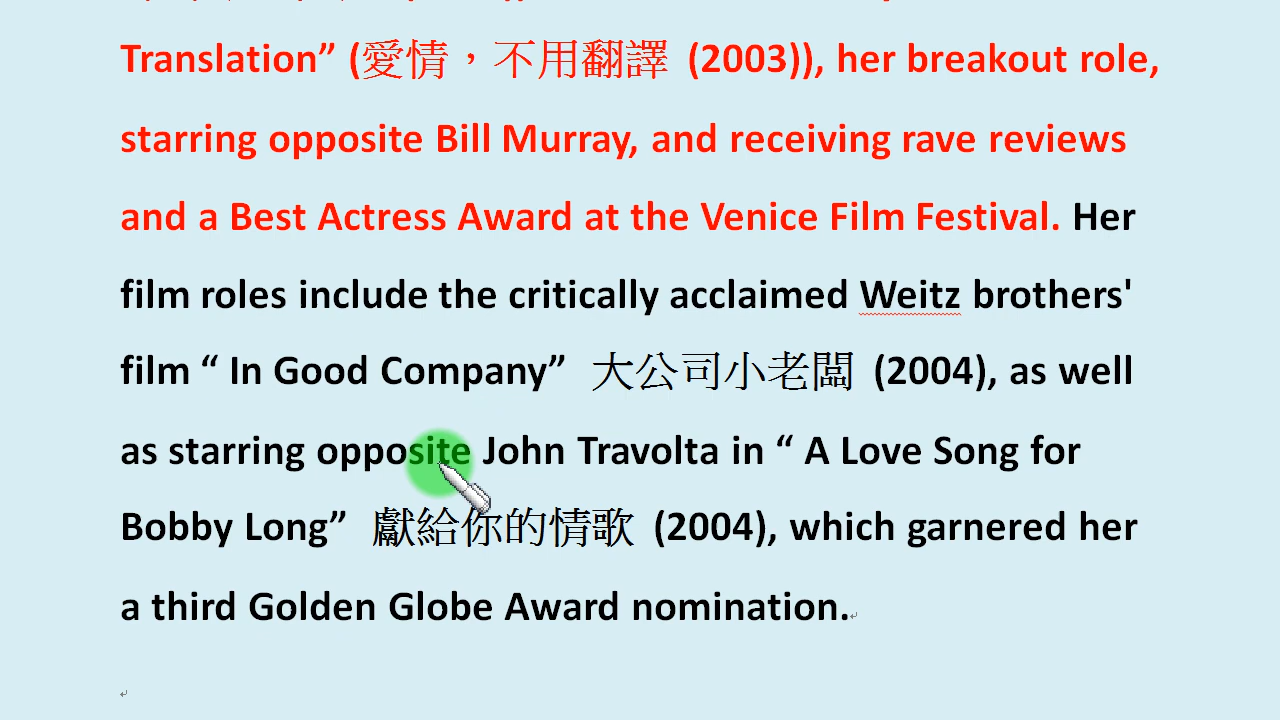 Translation” (愛情，不用翻譯 (2003)), her breakout role,
starring opposite Bill Murray, and receiving rave reviews
and a Best Actress Award at the Venice Film Festival. Her
film roles include the critically acclaimed Weitz brothers'
film “ In Good Company” 大公司小老闆 (2004), as well
as starring opposite John Travolta in “ A Love Song for
Bobby Long” 獻給你的情歌 (2004), which garnered her
a third Golden Globe Award nomination.